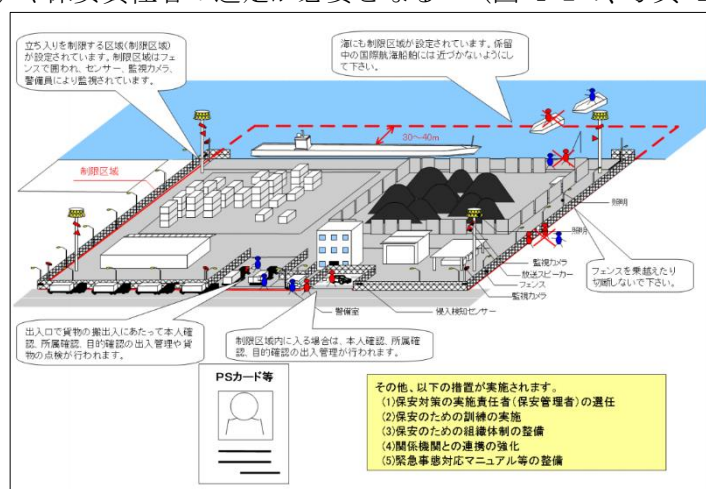 や保安責任者の選定が必要となる
立ち入りを制限する区域(制限区域)
が設定されています。制限区域はフェ
ンスで囲われ、センサー、監視カメラ、
警備員により監視されています。
海にも制限区域が設定されています。係留
中の国際航海船舶には近づかないようにし
て下さい。
30～40m
制限区域
照明
照明
監視カメラ
放送スピーカー
フェンス
監視カメラ
フェンスを乗越えたり
切断しないで下さい。
警備室
侵入検知センサー
出入口で貨物の搬出入にあたって本人確
認、所属確認、目的確認の出入管理や貨
物の点検が行われます。
制限区域内に入る場合は、本人確認、所属確
認、目的確認の出入管理が行われます。
PSカード等
その他、以下の措置が実施されます。
(1)保安対策の実施責任者(保安管理者)の選任
(2)保安のための訓練の実施
(3)保安のための組織体制の整備
(4)関係機関との連携の強化
(5)緊急事態対応マニュアル等の整備